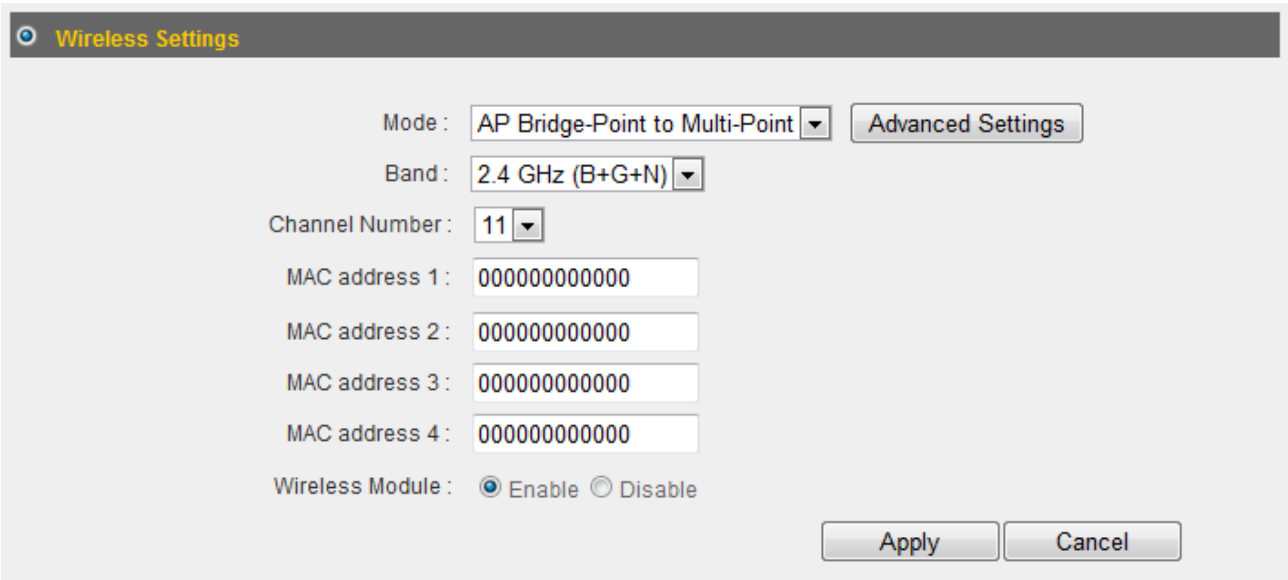 Wireless Settings
Mode : AP Bridge-Point to Multi-Point Advanced Settings
Band : 2.4 GHz (B+G+N)
Channel Number : 11
MAC address 1 : 000000000000
MAC address 2 : 000000000000
MAC address 3 : 000000000000
MAC address 4 : 000000000000
Wireless Module : Enable Disable
Apply Cancel